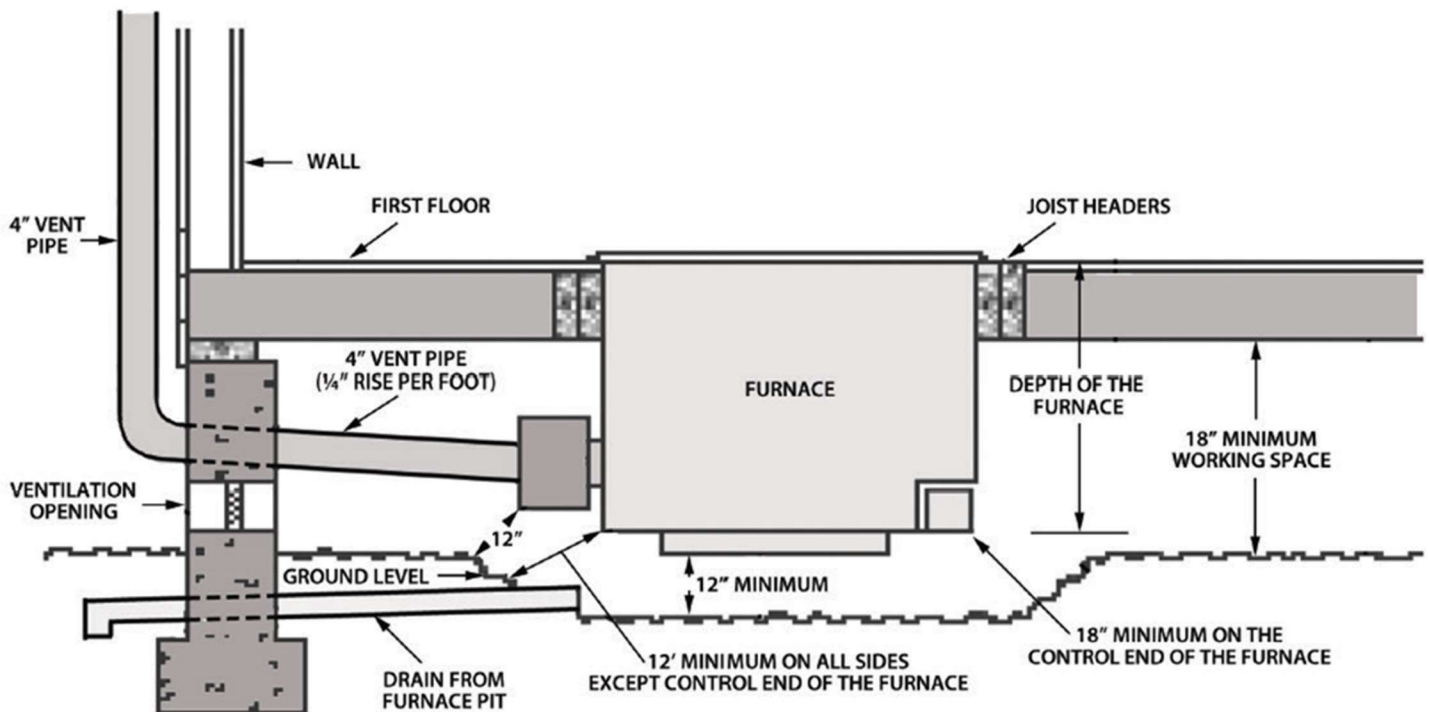 WALL
FIRST FLOOR
JOIST HEADERS
4” VENT
PIPE
4” VENT PIPE
(¼” RISE PER FOOT)
FURNACE
DEPTH OF THE
FURNACE
18” MINIMUM
WORKING SPACE
VENTILATION
OPENING
12”
GROUND LEVEL
12” MINIMUM
18” MINIMUM ON THE
CONTROL END OF THE FURNACE
12’ MINIMUM ON ALL SIDES
EXCEPT CONTROL END OF THE FURNACE
DRAIN FROM
FURNACE PIT